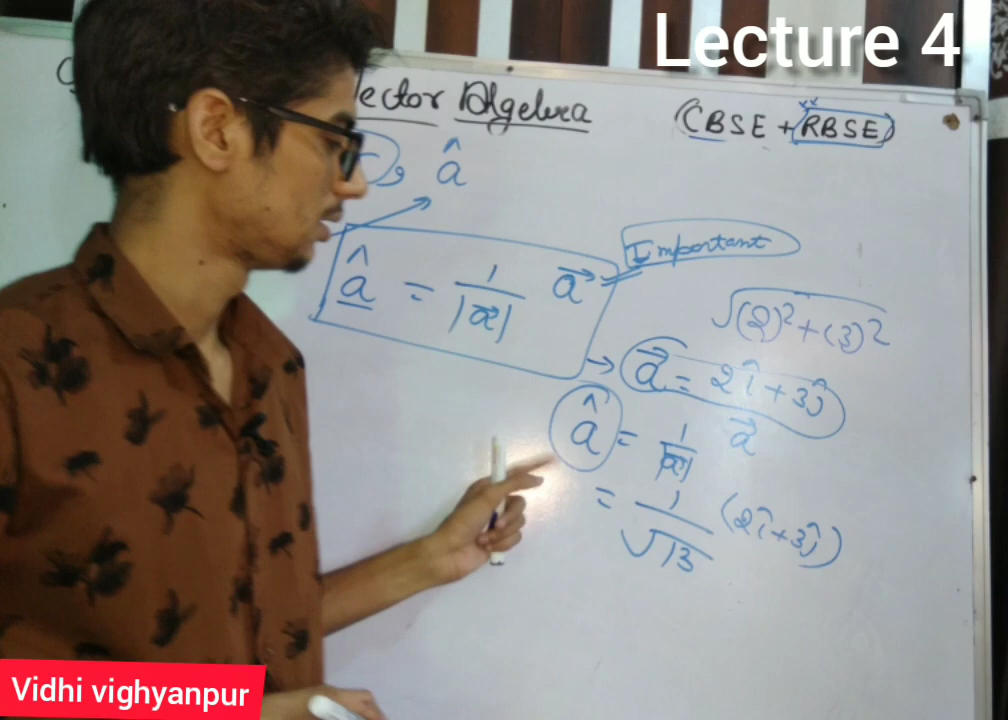 Lecture 4
ector Algebra (CBSE + RBSE)
, â
Important
â = 1/|a⃗| a⃗
√(2)²+(3)²
a⃗ = 2î+3ĵ
â = 1/|a⃗| a⃗
= 1/√13 (2î+3ĵ)
Vidhi vighyanpur